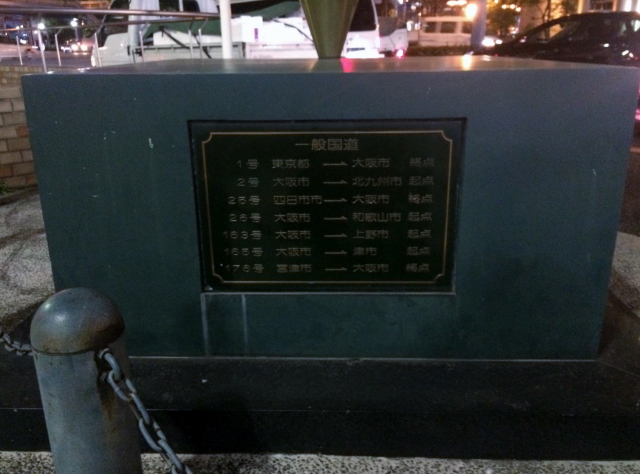 一般国道
1号 東京都 ― 大阪市 終点
2号 大阪市 ― 北九州市 起点
25号 四日市市 ― 大阪市 終点
26号 大阪市 ― 和歌山市 起点
163号 大阪市 ― 上野市 起点
165号 大阪市 ― 津市 起点
176号 宮津市 ― 大阪市 終点